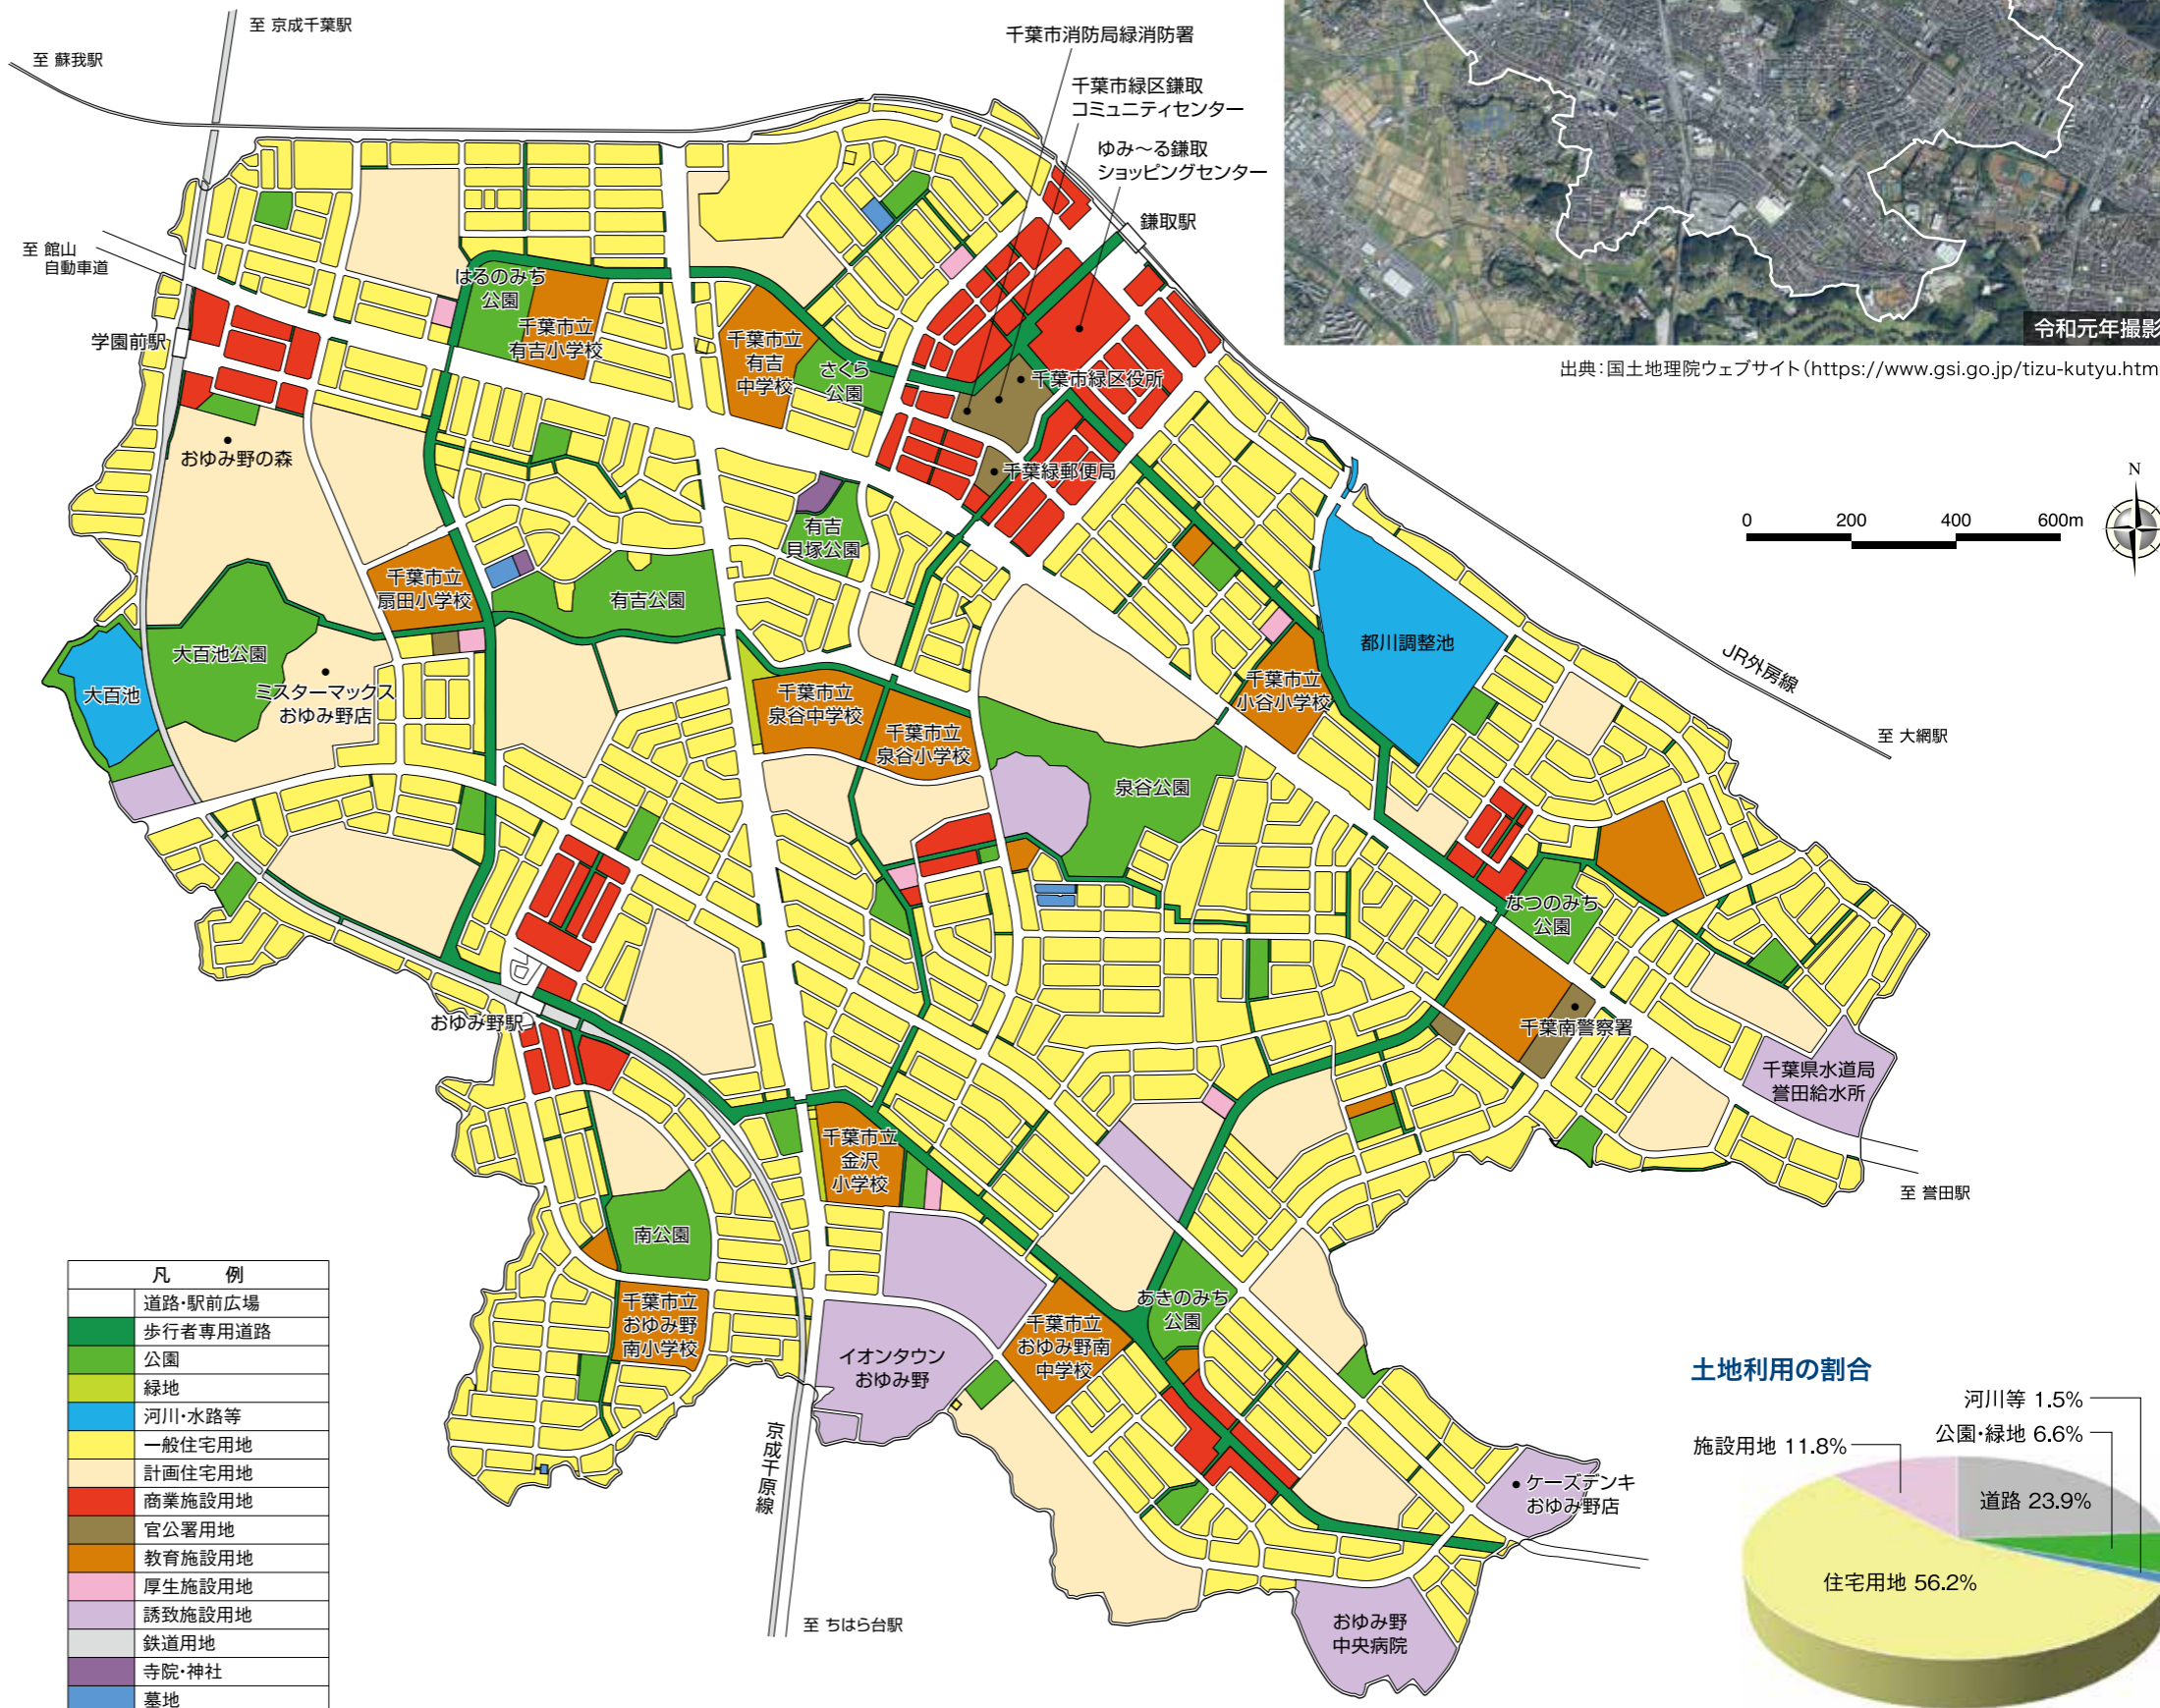 至 京成千葉駅
至 蘇我駅
千葉市消防局緑消防署
千葉市緑区鎌取
コミュニティセンター
ゆみ〜る鎌取
ショッピングセンター
鎌取駅
至 館山
自動車道
令和元年撮影
出典:国土地理院ウェブサイト(https://www.gsi.go.jp/tizu-kutyu.htm
はるのみち
公園
千葉市立
有吉小学校
学園前駅
千葉市立
有吉
中学校
さくら
公園
千葉市緑区役所
おゆみ野の森
千葉緑郵便局
有吉
貝塚公園
N
0 200 400 600m
千葉市立
扇田小学校
有吉公園
大百池公園
大百池
ミスターマックス
おゆみ野店
都川調整池
JR外房線
至 大網駅
千葉市立
泉谷中学校
千葉市立
泉谷小学校
千葉市立
小谷小学校
泉谷公園
なつのみち
公園
おゆみ野駅
千葉南警察署
千葉県水道局
誉田給水所
至 誉田駅
千葉市立
金沢
小学校
南公園
千葉市立
おゆみ野
南小学校
イオンタウン
おゆみ野
千葉市立
おゆみ野南
中学校
あきのみち
公園
京成千原線
至 ちはら台駅
ケーズデンキ
おゆみ野店
おゆみ野
中央病院
凡 例
道路・駅前広場
歩行者専用道路
公園
緑地
河川・水路等
一般住宅用地
計画住宅用地
商業施設用地
官公署用地
教育施設用地
厚生施設用地
誘致施設用地
鉄道用地
寺院・神社
墓地
土地利用の割合
河川等 1.5%
公園・緑地 6.6%
施設用地 11.8%
道路 23.9%
住宅用地 56.2%